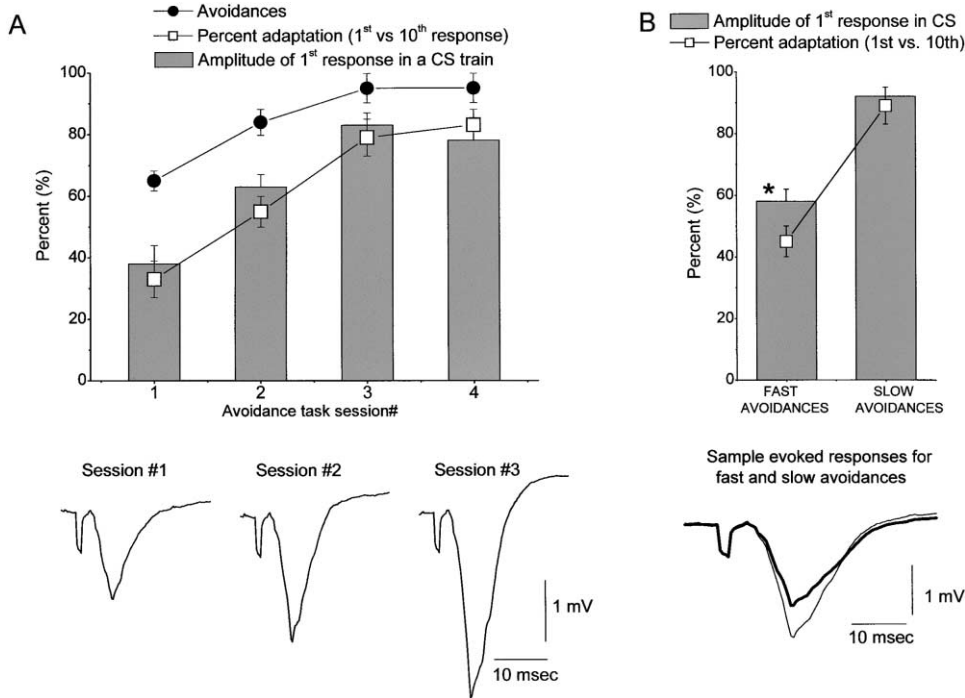 A
Avoidances
Percent adaptation (1st vs 10th response)
Amplitude of 1st response in a CS train
100
80
60
40
20
0
Percent (%)
1 2 3 4
Avoidance task session#
Session #1
Session #2
Session #3
1 mV
10 msec
B
Amplitude of 1st response in CS
Percent adaptation (1st vs. 10th)
100
80
60
40
20
0
Percent (%)
*
FAST AVOIDANCES
SLOW AVOIDANCES
Sample evoked responses for
fast and slow avoidances
1 mV
10 msec